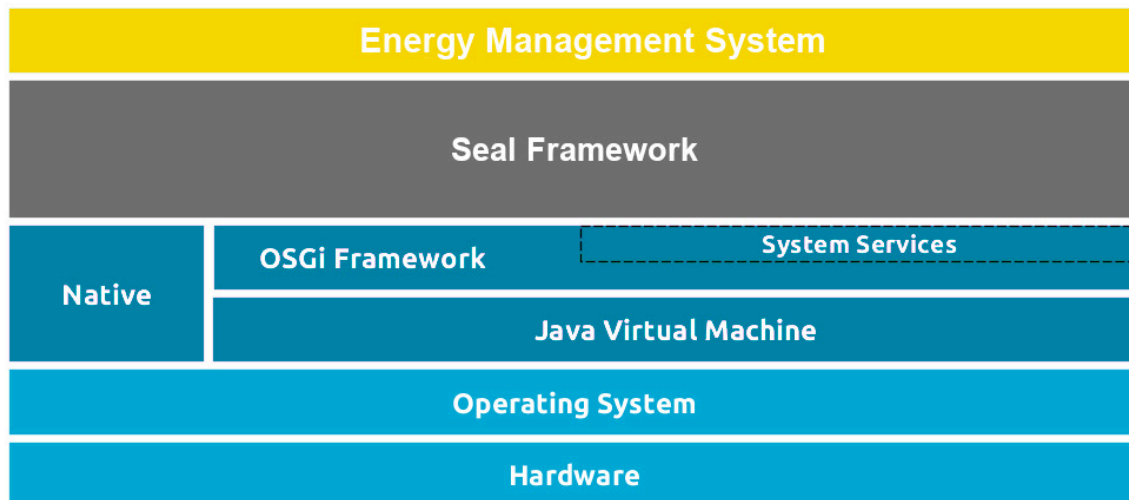 Energy Management System
Seal Framework
System Services
OSGi Framework
Native
Java Virtual Machine
Operating System
Hardware